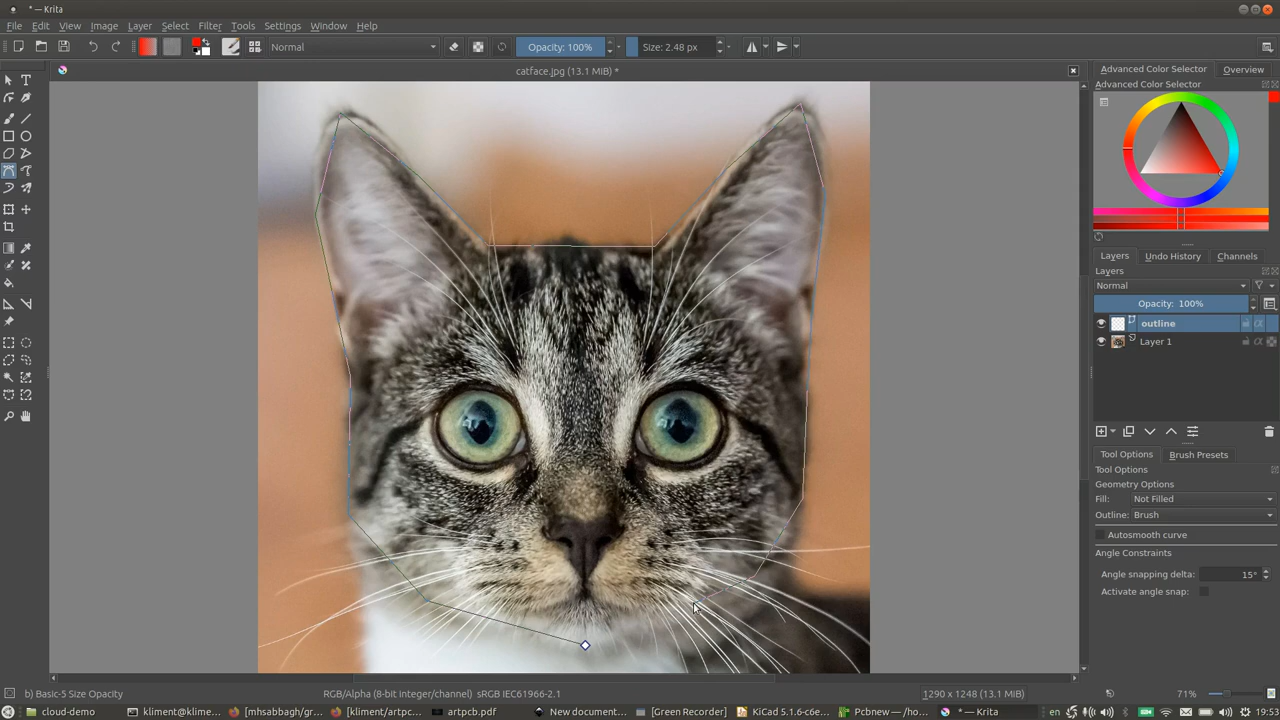 * — Krita
File Edit View Image Layer Select Filter Tools Settings Window Help
Normal Opacity: 100% Size: 2.48 px
catface.jpg (13.1 MiB) *
Advanced Color Selector Overview
Advanced Color Selector
Layers Undo History Channels
Layers
Normal
Opacity: 100%
outline
Layer 1
Tool Options Brush Presets
Tool Options
Geometry Options
Fill: Not Filled
Outline: Brush
Autosmooth curve
Angle Constraints
Angle snapping delta: 15°
Activate angle snap:
b) Basic-5 Size Opacity RGB/Alpha (8-bit integer/channel) sRGB IEC61966-2.1 1290 x 1248 (13.1 MiB) 71%
cloud-demo kliment@klime... [mhsabbagh/gr... [kliment/artpc... artpcb.pdf New document... [Green Recorder] KiCad 5.1.6-c6e... Pcbnew — /ho... * — Krita en 19:53